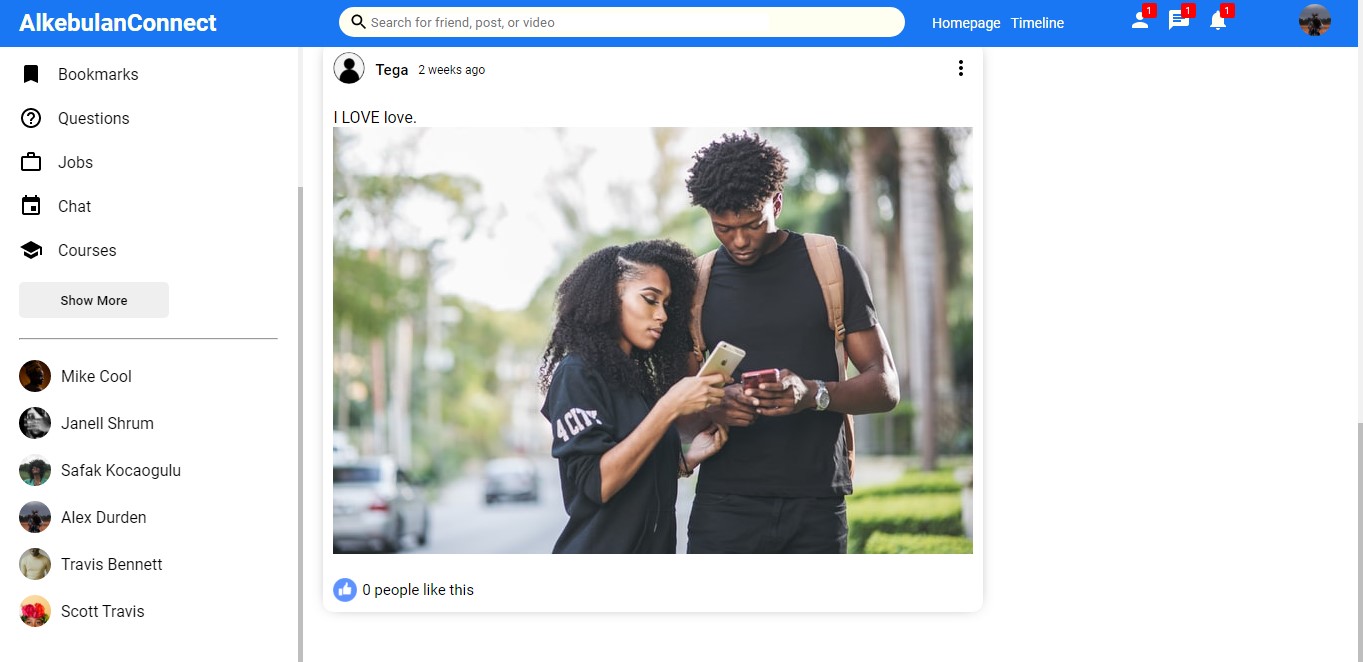 AlkebulanConnect
Search for friend, post, or video
Homepage Timeline
1 1 1
Bookmarks
Questions
Jobs
Chat
Courses
Show More
Mike Cool
Janell Shrum
Safak Kocaogulu
Alex Durden
Travis Bennett
Scott Travis
Tega 2 weeks ago
I LOVE love.
4 CITY
0 people like this